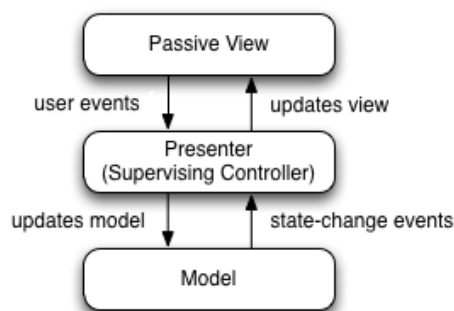 Passive View
user events
updates view
Presenter
(Supervising Controller)
updates model
state-change events
Model